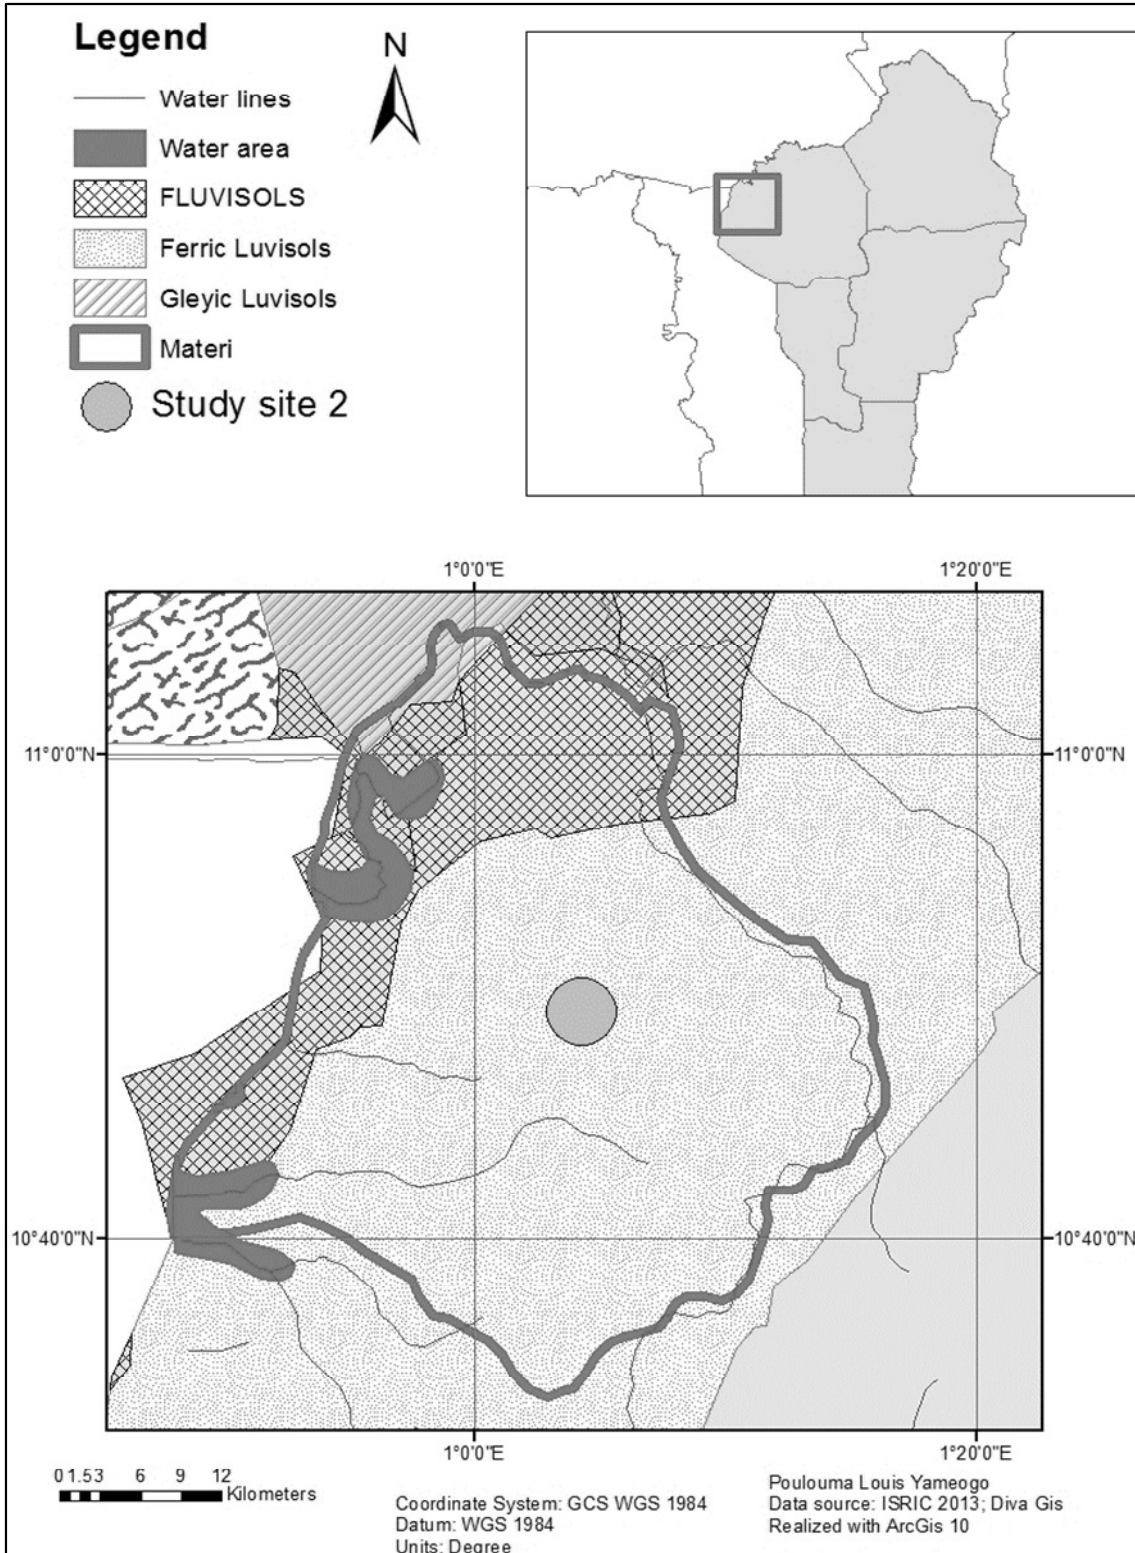 Legend
N
Water lines
Water area
FLUVISOLS
Ferric Luvisols
Gleyic Luvisols
Materi
Study site 2
1°0'0"E 1°20'0"E
11°0'0"N 11°0'0"N
10°40'0"N 10°40'0"N
1°0'0"E 1°20'0"E
0 1.5 3 6 9 12
Kilometers
Coordinate System: GCS WGS 1984
Datum: WGS 1984
Units: Degree
Poulouma Louis Yameogo
Data source: ISRIC 2013; Diva Gis
Realized with ArcGis 10